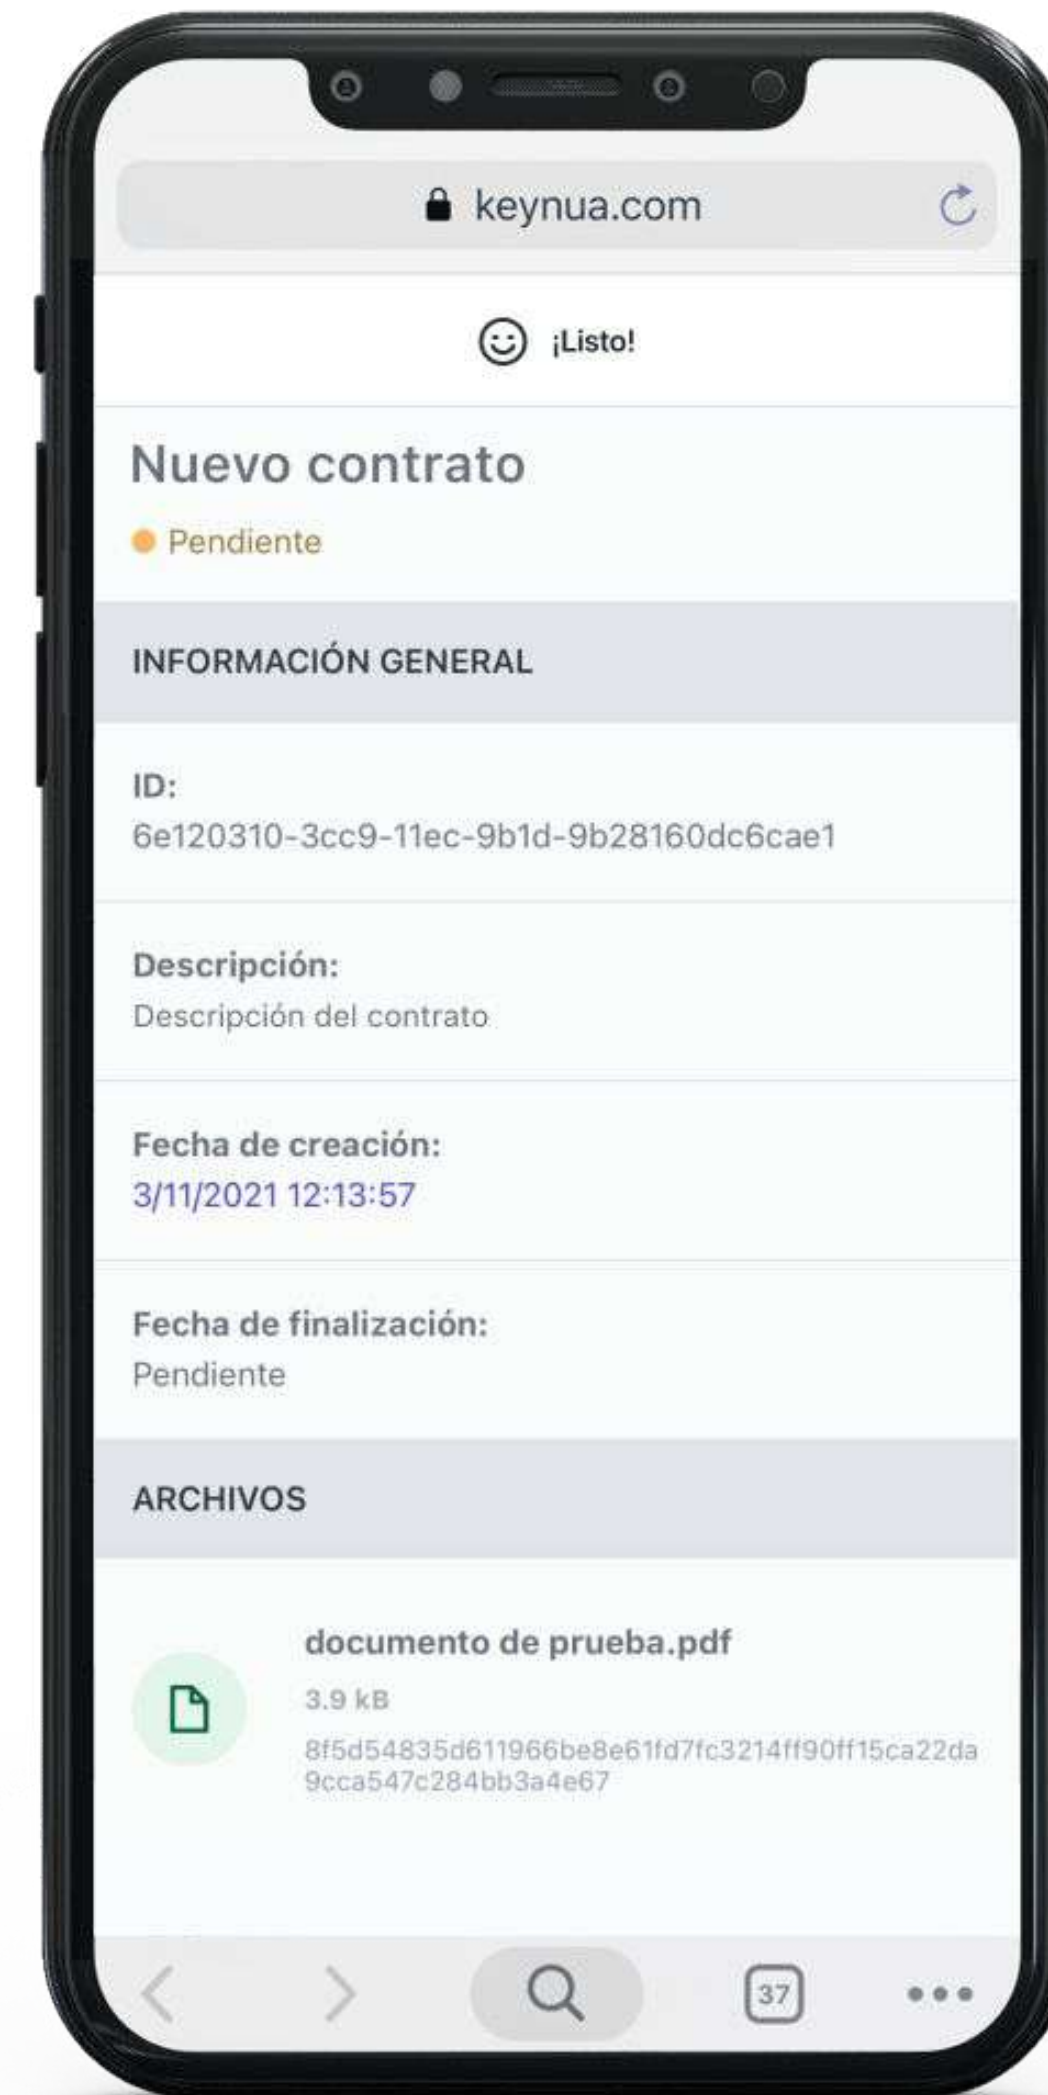 keynua.com
¡Listo!
Nuevo contrato
Pendiente
INFORMACIÓN GENERAL
ID:
6e120310-3cc9-11ec-9b1d-9b28160dc6cae1
Descripción:
Descripción del contrato
Fecha de creación:
3/11/2021 12:13:57
Fecha de finalización:
Pendiente
ARCHIVOS
documento de prueba.pdf
3.9 kB
8f5d54835d611966be8e61fd7fc3214ff90ff15ca22da
9cca547c284bb3a4e67
37